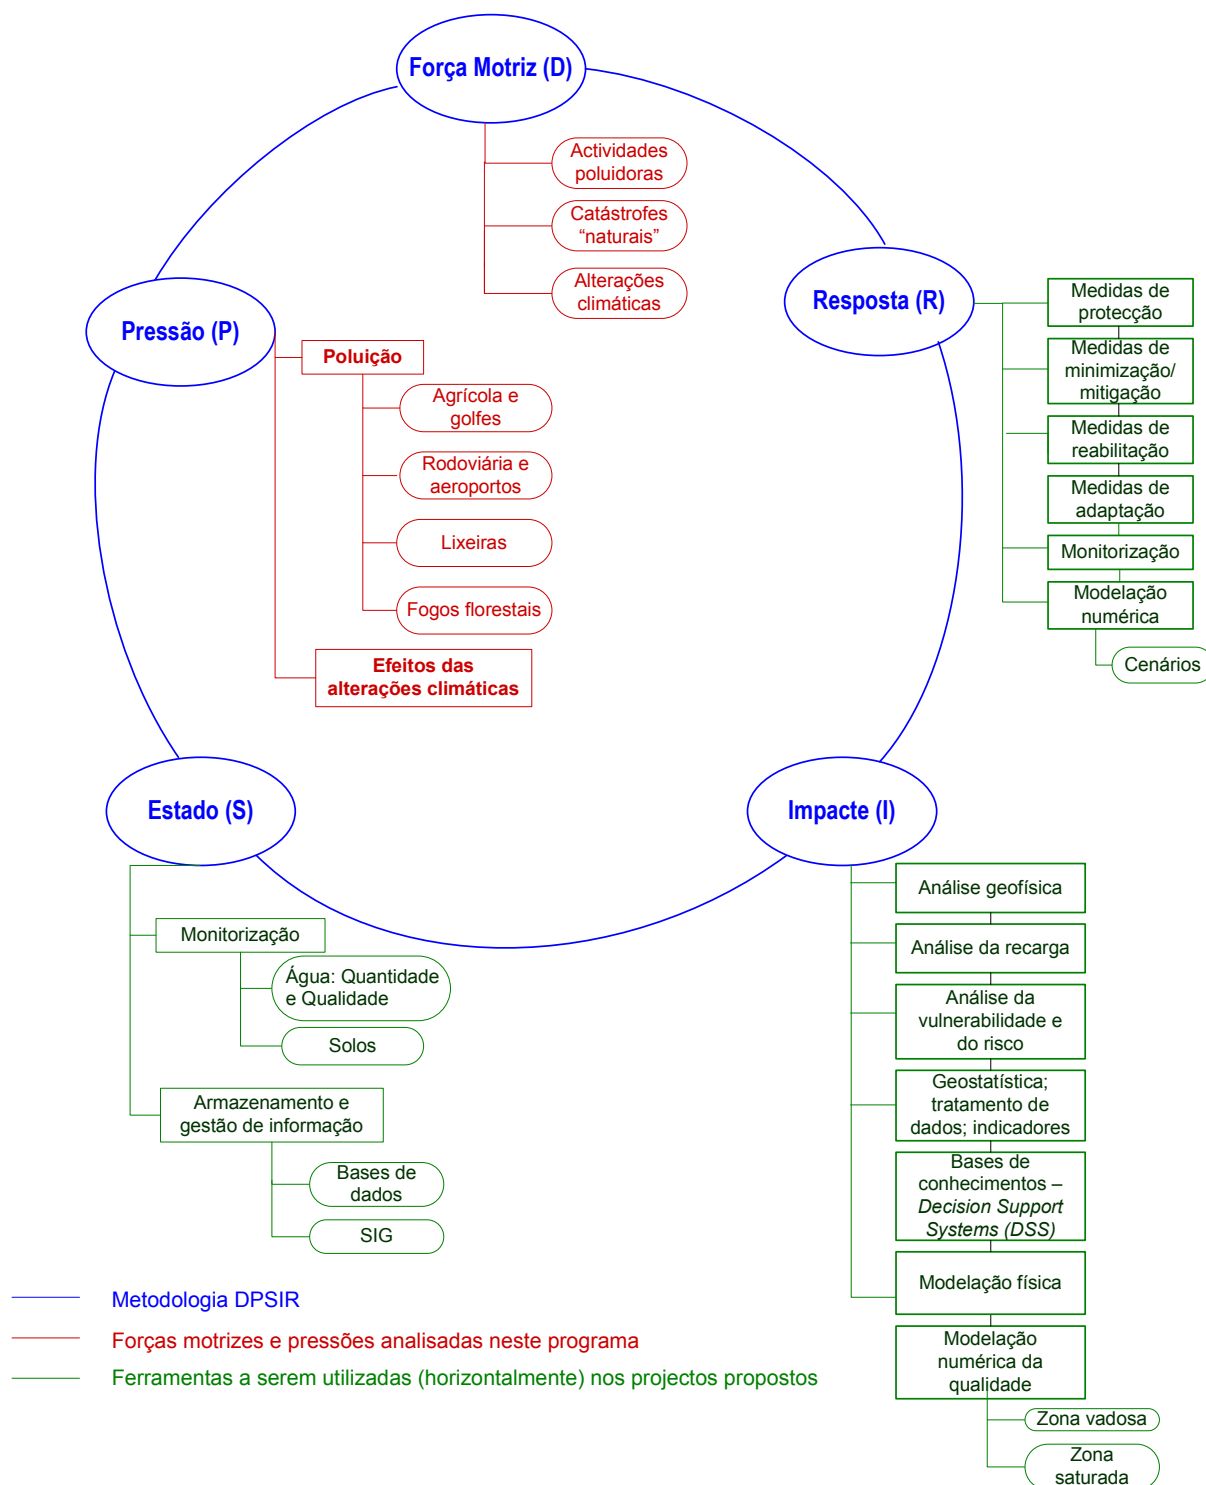 Força Motriz (D)
Actividades
poluidoras
Catástrofes
“naturais”
Alterações
climáticas
Resposta (R)
Medidas de
protecção
Medidas de
minimização/
mitigação
Medidas de
reabilitação
Medidas de
adaptação
Monitorização
Modelação
numérica
Cenários
Pressão (P)
Poluição
Agrícola e
golfes
Rodoviária e
aeroportos
Lixeiras
Fogos florestais
Efeitos das
alterações climáticas
Estado (S)
Monitorização
Água: Quantidade
e Qualidade
Solos
Armazenamento e
gestão de informação
Bases de
dados
SIG
Impacte (I)
Análise geofísica
Análise da recarga
Análise da
vulnerabilidade e
do risco
Geostatística;
tratamento de
dados; indicadores
Bases de
conhecimentos –
Decision Support
Systems (DSS)
Modelação física
Modelação
numérica da
qualidade
Zona vadosa
Zona
saturada
Metodologia DPSIR
Forças motrizes e pressões analisadas neste programa
Ferramentas a serem utilizadas (horizontalmente) nos projectos propostos